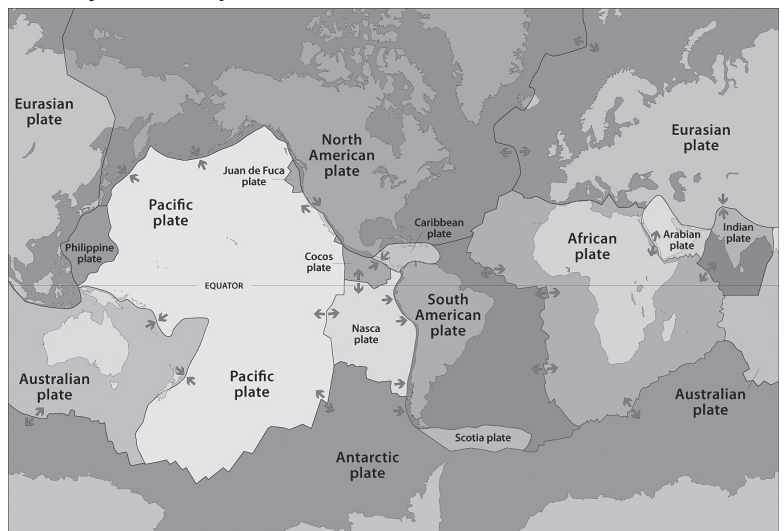 Eurasian
plate
North
American
plate
Eurasian
plate
Juan de Fuca
plate
Pacific
plate
Philippine
plate
Caribbean
plate
Cocos
plate
African
plate
Arabian
plate
Indian
plate
EQUATOR
South
American
plate
Nasca
plate
Australian
plate
Pacific
plate
Australian
plate
Scotia plate
Antarctic
plate